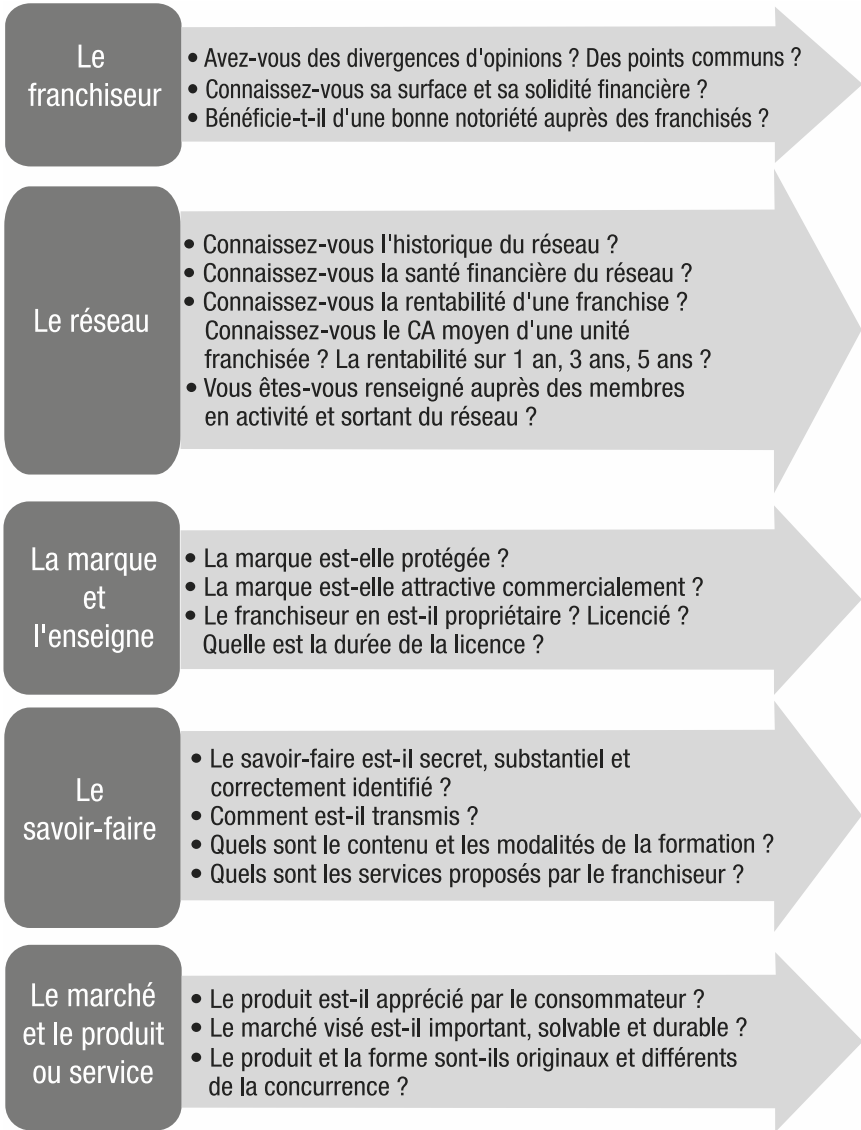 Le
franchiseur
• Avez-vous des divergences d'opinions ? Des points communs ?
• Connaissez-vous sa surface et sa solidité financière ?
• Bénéficie-t-il d'une bonne notoriété auprès des franchisés ?
Le réseau
• Connaissez-vous l'historique du réseau ?
• Connaissez-vous la santé financière du réseau ?
• Connaissez-vous la rentabilité d'une franchise ?
Connaissez-vous le CA moyen d'une unité
franchisée ? La rentabilité sur 1 an, 3 ans, 5 ans ?
• Vous êtes-vous renseigné auprès des membres
en activité et sortant du réseau ?
La marque
et
l'enseigne
• La marque est-elle protégée ?
• La marque est-elle attractive commercialement ?
• Le franchiseur en est-il propriétaire ? Licencié ?
Quelle est la durée de la licence ?
Le
savoir-faire
• Le savoir-faire est-il secret, substantiel et
correctement identifié ?
• Comment est-il transmis ?
• Quels sont le contenu et les modalités de la formation ?
• Quels sont les services proposés par le franchiseur ?
Le marché
et le produit
ou service
• Le produit est-il apprécié par le consommateur ?
• Le marché visé est-il important, solvable et durable ?
• Le produit et la forme sont-ils originaux et différents
de la concurrence ?